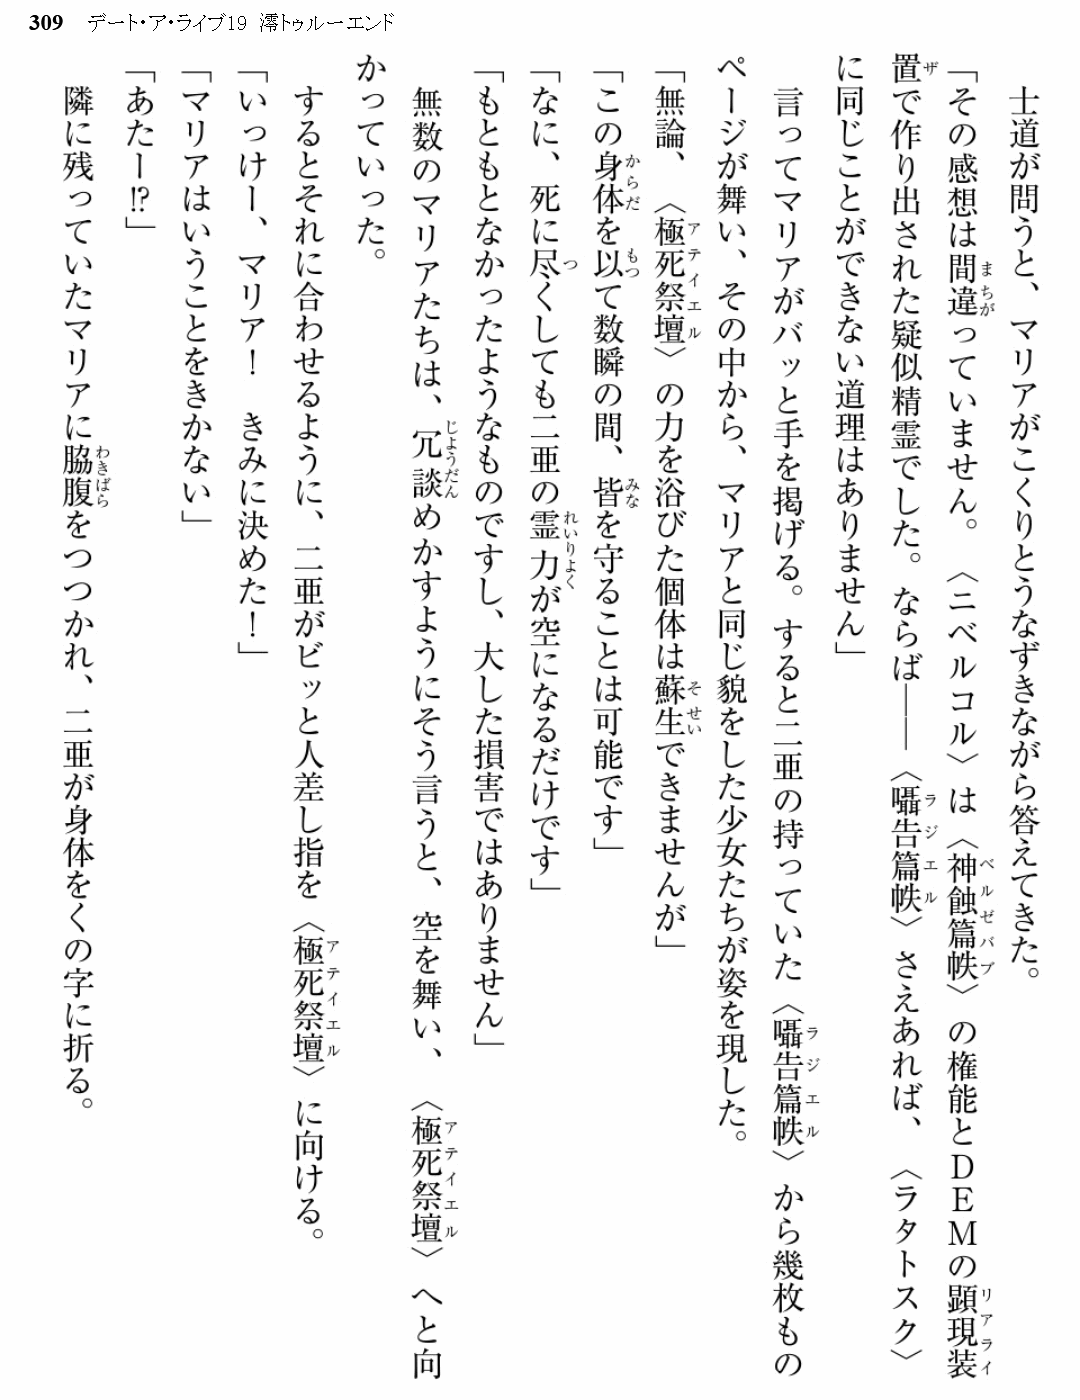 309 デート・ア・ライブ19 澪トゥルーエンド
士道が問うと、マリアがこくりとうなずきながら答えてきた。
「その感想は間違っていません。〈ニベルコル〉は〈神蝕篇帙〉の権能とDEMの顕現装
置で作り出された疑似精霊でした。ならば――〈囁告篇帙〉さえあれば、〈ラタトスク〉
に同じことができない道理はありません」
言ってマリアがバッと手を掲げる。すると二亜の持っていた〈囁告篇帙〉から幾枚もの
ページが舞い、その中から、マリアと同じ貌をした少女たちが姿を現した。
「無論、〈極死祭壇〉の力を浴びた個体は蘇生できませんが」
「この身体を以て数瞬の間、皆を守ることは可能です」
「なに、死に尽くしても二亜の霊力が空になるだけです」
「もともとなかったようなものですし、大した損害ではありません」
無数のマリアたちは、冗談めかすようにそう言うと、空を舞い、〈極死祭壇〉へと向
かっていった。
するとそれに合わせるように、二亜がビッと人差し指を〈極死祭壇〉に向ける。
「いっけー、マリア！　きみに決めた！」
「マリアはいうことをきかない」
「あたー⁉」
隣に残っていたマリアに脇腹をつつかれ、二亜が身体をくの字に折る。